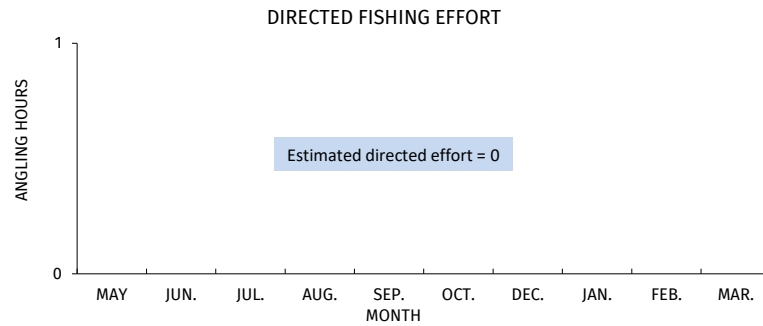 DIRECTED FISHING EFFORT
1
ANGLING HOURS
Estimated directed effort = 0
0
MAY JUN. JUL. AUG. SEP. OCT. DEC. JAN. FEB. MAR.
MONTH